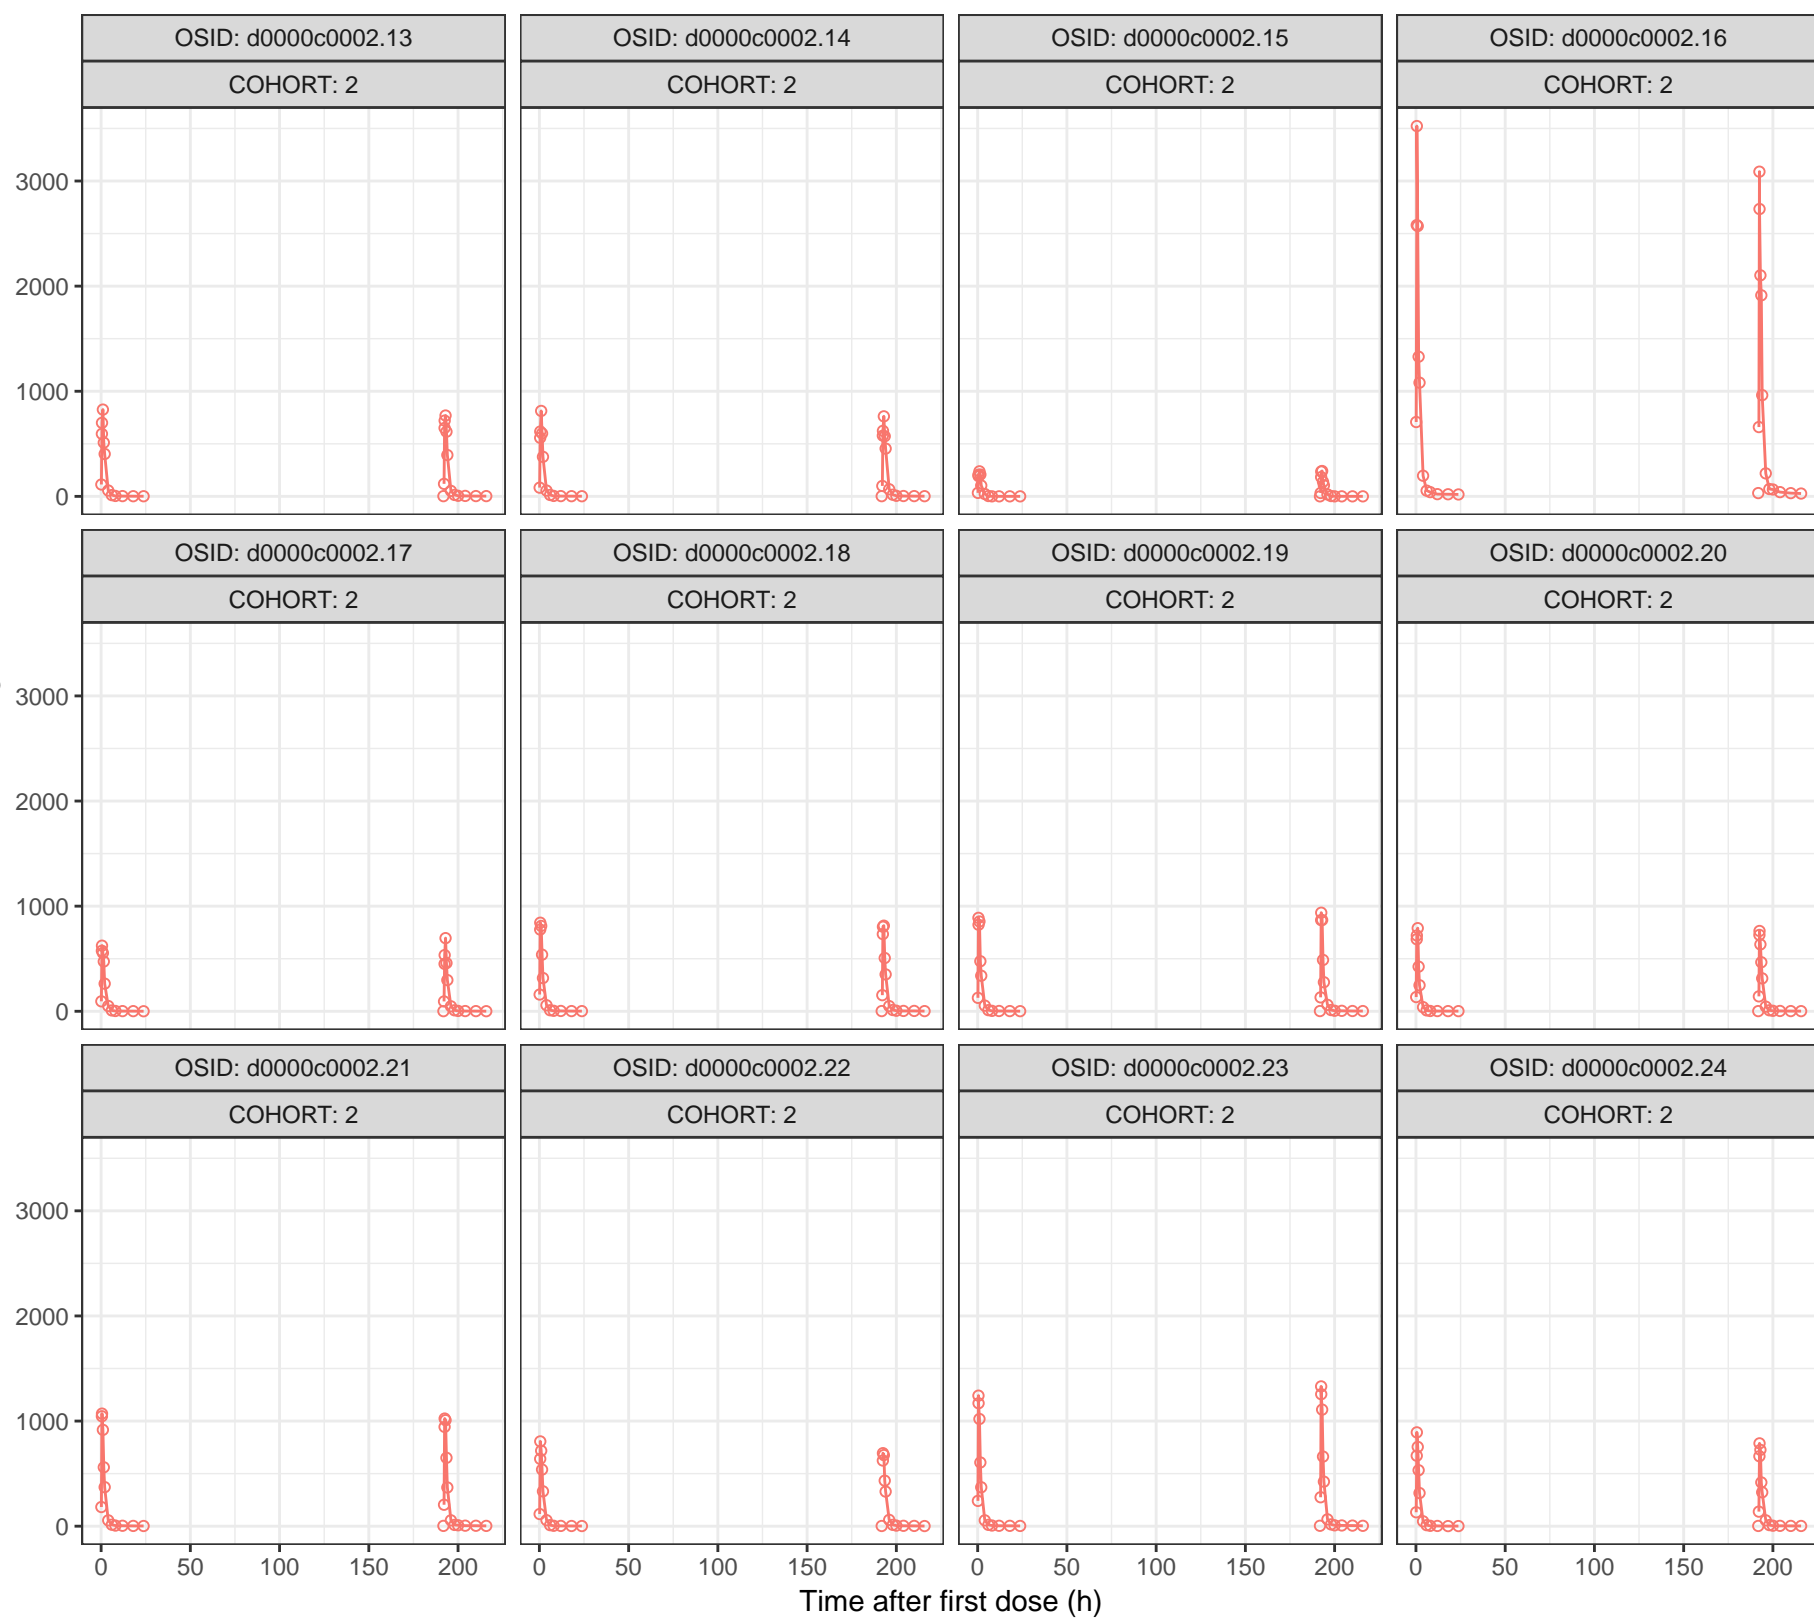 OSID: d0000c0002.13 OSID: d0000c0002.14 OSID: d0000c0002.15 OSID: d0000c0002.16
COHORT: 2 COHORT: 2 COHORT: 2 COHORT: 2
3000
2000
1000
0
OSID: d0000c0002.17 OSID: d0000c0002.18 OSID: d0000c0002.19 OSID: d0000c0002.20
COHORT: 2 COHORT: 2 COHORT: 2 COHORT: 2
3000
2000
1000
0
OSID: d0000c0002.21 OSID: d0000c0002.22 OSID: d0000c0002.23 OSID: d0000c0002.24
COHORT: 2 COHORT: 2 COHORT: 2 COHORT: 2
3000
2000
1000
0
0 50 100 150 200 0 50 100 150 200 0 50 100 150 200 0 50 100 150 200
Time after first dose (h)